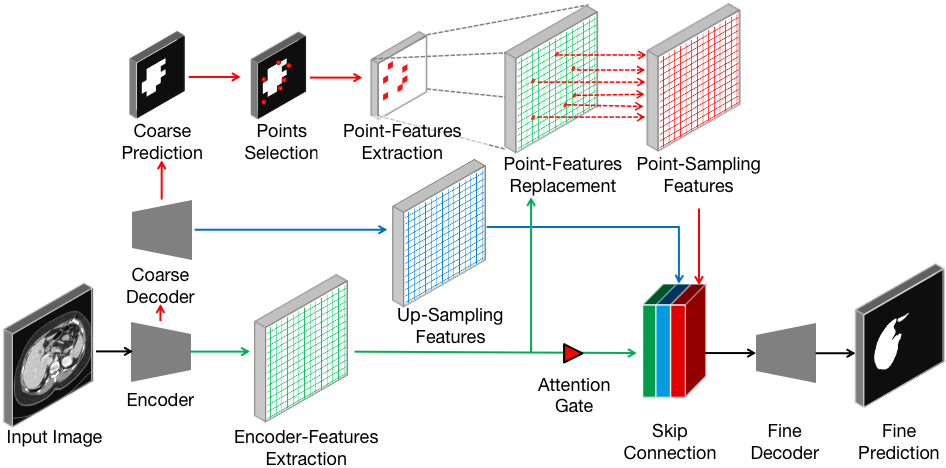 Coarse
Prediction
Points
Selection
Point-Features
Extraction
Point-Features
Replacement
Point-Sampling
Features
Coarse
Decoder
Up-Sampling
Features
Encoder
Attention
Gate
Input Image
Encoder-Features
Extraction
Skip
Connection
Fine
Decoder
Fine
Prediction